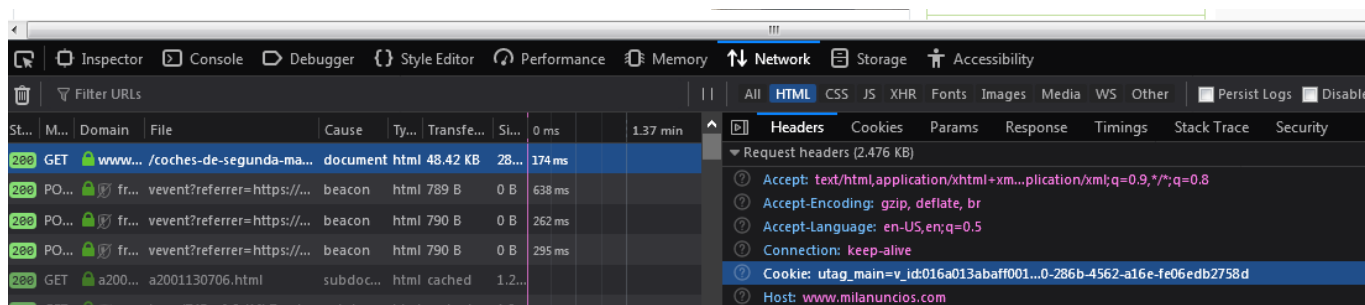 Inspector Console Debugger {} Style Editor Performance Memory Network Storage Accessibility
Filter URLs All HTML CSS JS XHR Fonts Images Media WS Other Persist Logs Disable
St... M... Domain File Cause Ty... Transfe... Si... 0 ms 1.37 min Headers Cookies Params Response Timings Stack Trace Security
200 GET www... /coches-de-segunda-ma... document html 48.42 KB 28... 174 ms
Request headers (2.476 KB)
200 PO... fr... vevent?referrer=https://... beacon html 789 B 0 B 638 ms
Accept: text/html,application/xhtml+xm...plication/xml;q=0.9,*/*;q=0.8
200 PO... fr... vevent?referrer=https://... beacon html 790 B 0 B 262 ms
Accept-Encoding: gzip, deflate, br
Accept-Language: en-US,en;q=0.5
200 PO... fr... vevent?referrer=https://... beacon html 790 B 0 B 295 ms
Connection: keep-alive
200 GET a200... a2001130706.html subdoc... html cached 1.2...
Cookie: utag_main=v_id:016a013abaff001...0-286b-4562-a16e-fe06edb2758d
Host: www.milanuncios.com